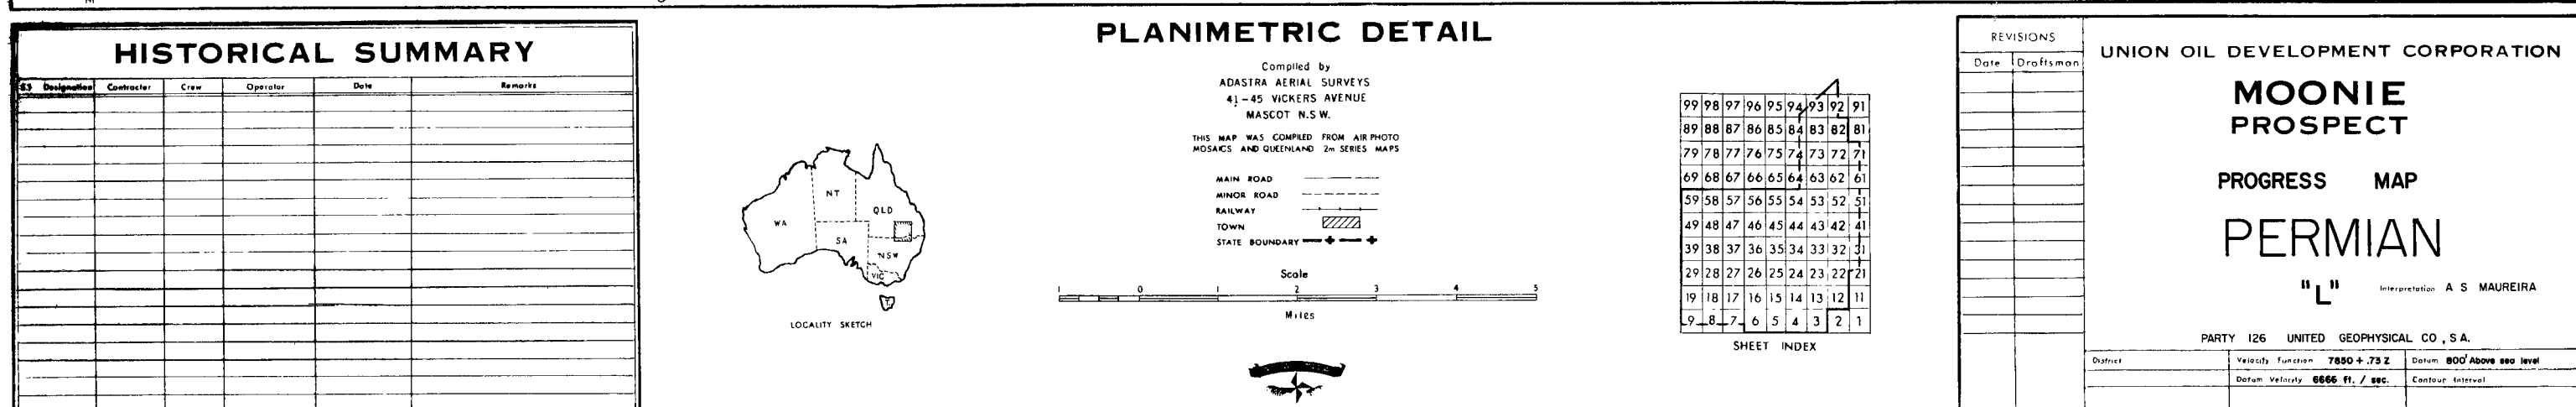 HISTORICAL SUMMARY
Designation Contractor Crew Operator Date Remarks
PLANIMETRIC DETAIL
Compiled by
ADASTRA AERIAL SURVEYS
41-45 VICKERS AVENUE
MASCOT N.S.W.
THIS MAP WAS COMPILED FROM AIR PHOTO
MOSAICS AND QUEENLAND 2m SERIES MAPS
MAIN ROAD
MINOR ROAD
RAILWAY
TOWN
STATE BOUNDARY
Scale
1 0 1 2 3 4 5
Miles
WA
NT
QLD
SA
NSW
VIC
T
LOCALITY SKETCH
99 98 97 96 95 94 93 92 91
89 88 87 86 85 84 83 82 81
79 78 77 76 75 74 73 72 71
69 68 67 66 65 64 63 62 61
59 58 57 56 55 54 53 52 51
49 48 47 46 45 44 43 42 41
39 38 37 36 35 34 33 32 31
29 28 27 26 25 24 23 22 21
19 18 17 16 15 14 13 12 11
9 8 7 6 5 4 3 2 1
SHEET INDEX
REVISIONS
Date Draftsman
UNION OIL DEVELOPMENT CORPORATION
MOONIE
PROSPECT
PROGRESS MAP
PERMIAN
"L"
Interpretation A S MAUREIRA
PARTY 126 UNITED GEOPHYSICAL CO, S.A.
District
Velocity Function 7850 + .73 Z
Datum 800' Above sea level
Datum Velocity 6666 ft. / sec.
Contour Interval